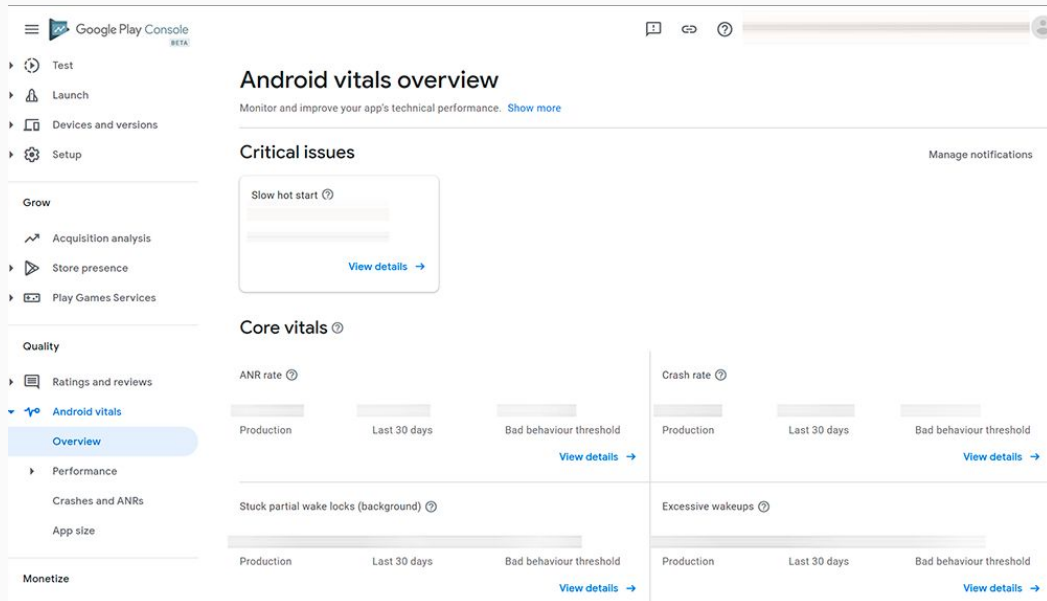 Google Play Console
BETA
Test
Launch
Devices and versions
Setup
Grow
Acquisition analysis
Store presence
Play Games Services
Quality
Ratings and reviews
Android vitals
Overview
Performance
Crashes and ANRs
App size
Monetize
Android vitals overview
Monitor and improve your app's technical performance. Show more
Critical issues
Manage notifications
Slow hot start
View details →
Core vitals
ANR rate
Production Last 30 days Bad behaviour threshold
View details →
Crash rate
Production Last 30 days Bad behaviour threshold
View details →
Stuck partial wake locks (background)
Production Last 30 days Bad behaviour threshold
View details →
Excessive wakeups
Production Last 30 days Bad behaviour threshold
View details →